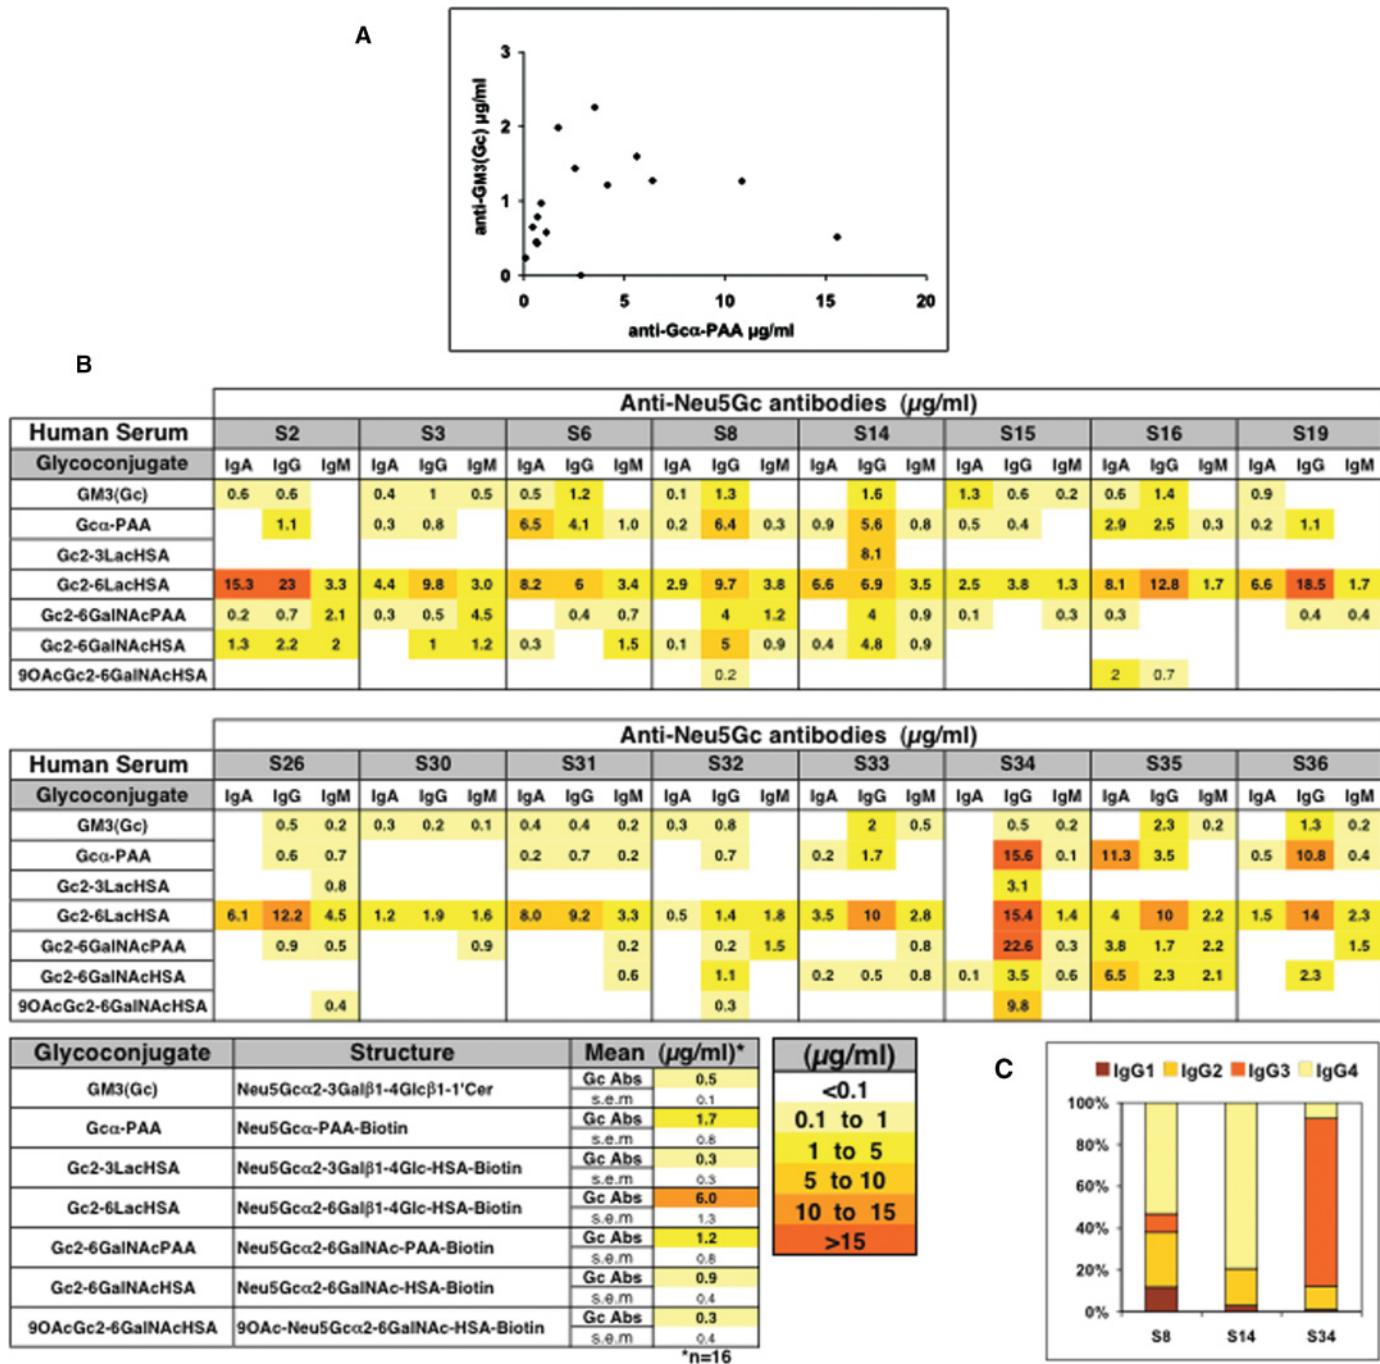 A
3
2
1
0
anti-GM3(Gc) µg/ml
0 5 10 15 20
anti-Gcα-PAA µg/ml
B
Anti-Neu5Gc antibodies (µg/ml)
Human Serum S2 S3 S6 S8 S14 S15 S16 S19
Glycoconjugate IgA IgG IgM IgA IgG IgM IgA IgG IgM IgA IgG IgM IgA IgG IgM IgA IgG IgM IgA IgG IgM IgA IgG IgM
GM3(Gc) 0.6 0.6 0.4 1 0.5 0.5 1.2 0.1 1.3 1.6 1.3 0.6 0.2 0.6 1.4 0.9
Gcα-PAA 1.1 0.3 0.8 6.5 4.1 1.0 0.2 6.4 0.3 0.9 5.6 0.8 0.5 0.4 2.9 2.5 0.3 0.2 1.1
Gc2-3LacHSA 8.1
Gc2-6LacHSA 15.3 23 3.3 4.4 9.8 3.0 8.2 6 3.4 2.9 9.7 3.8 6.6 6.9 3.5 2.5 3.8 1.3 8.1 12.8 1.7 6.6 18.5 1.7
Gc2-6GalNAcPAA 0.2 0.7 2.1 0.3 0.5 4.5 0.4 0.7 4 1.2 4 0.9 0.1 0.3 0.3 0.4 0.4
Gc2-6GalNAcHSA 1.3 2.2 2 1 1.2 0.3 1.5 0.1 5 0.9 0.4 4.8 0.9
9OAcGc2-6GalNAcHSA 0.2 2 0.7
Anti-Neu5Gc antibodies (µg/ml)
Human Serum S26 S30 S31 S32 S33 S34 S35 S36
Glycoconjugate IgA IgG IgM IgA IgG IgM IgA IgG IgM IgA IgG IgM IgA IgG IgM IgA IgG IgM IgA IgG IgM IgA IgG IgM
GM3(Gc) 0.5 0.2 0.3 0.2 0.1 0.4 0.4 0.2 0.3 0.8 2 0.5 0.5 0.2 2.3 0.2 1.3 0.2
Gcα-PAA 0.6 0.7 0.2 0.7 0.2 0.7 0.2 1.7 15.6 0.1 11.3 3.5 0.5 10.8 0.4
Gc2-3LacHSA 0.8 3.1
Gc2-6LacHSA 6.1 12.2 4.5 1.2 1.9 1.6 8.0 9.2 3.3 0.5 1.4 1.8 3.5 10 2.8 15.4 1.4 4 10 2.2 1.5 14 2.3
Gc2-6GalNAcPAA 0.9 0.5 0.9 0.2 0.2 1.5 0.8 22.6 0.3 3.8 1.7 2.2 1.5
Gc2-6GalNAcHSA 0.6 1.1 0.2 0.5 0.8 0.1 3.5 0.6 6.5 2.3 2.1 2.3
9OAcGc2-6GalNAcHSA 0.4 0.3 9.8
Glycoconjugate Structure Mean (µg/ml)*
GM3(Gc) Neu5Gcα2-3Galβ1-4Glcβ1-1'Cer Gc Abs 0.5
s.e.m 0.1
Gcα-PAA Neu5Gcα-PAA-Biotin Gc Abs 1.7
s.e.m 0.8
Gc2-3LacHSA Neu5Gcα2-3Galβ1-4Glc-HSA-Biotin Gc Abs 0.3
s.e.m 0.3
Gc2-6LacHSA Neu5Gcα2-6Galβ1-4Glc-HSA-Biotin Gc Abs 6.0
s.e.m 1.3
Gc2-6GalNAcPAA Neu5Gcα2-6GalNAc-PAA-Biotin Gc Abs 1.2
s.e.m 0.8
Gc2-6GalNAcHSA Neu5Gcα2-6GalNAc-HSA-Biotin Gc Abs 0.9
s.e.m 0.4
9OAcGc2-6GalNAcHSA 9OAc-Neu5Gcα2-6GalNAc-HSA-Biotin Gc Abs 0.3
s.e.m 0.4
*n=16
(µg/ml)
<0.1
0.1 to 1
1 to 5
5 to 10
10 to 15
>15
C
IgG1 IgG2 IgG3 IgG4
100%
80%
60%
40%
20%
0%
S8 S14 S34